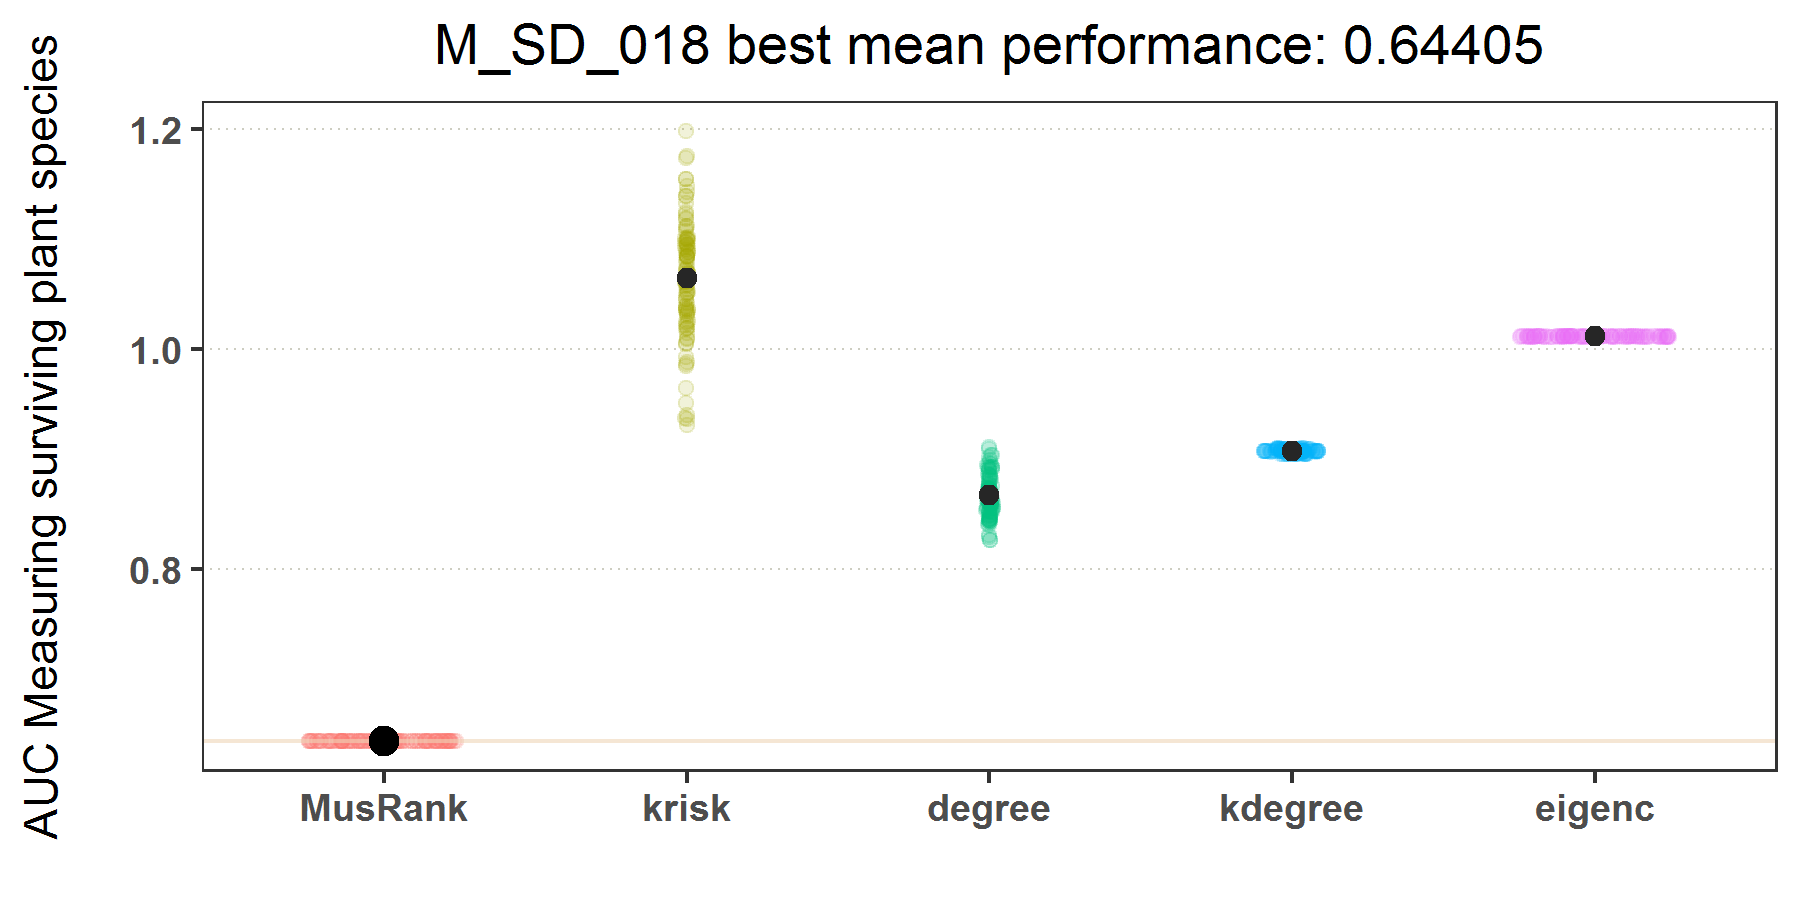 M_SD_018 best mean performance: 0.64405
AUC Measuring surviving plant species
1.2
1.0
0.8
MusRank krisk degree kdegree eigenc